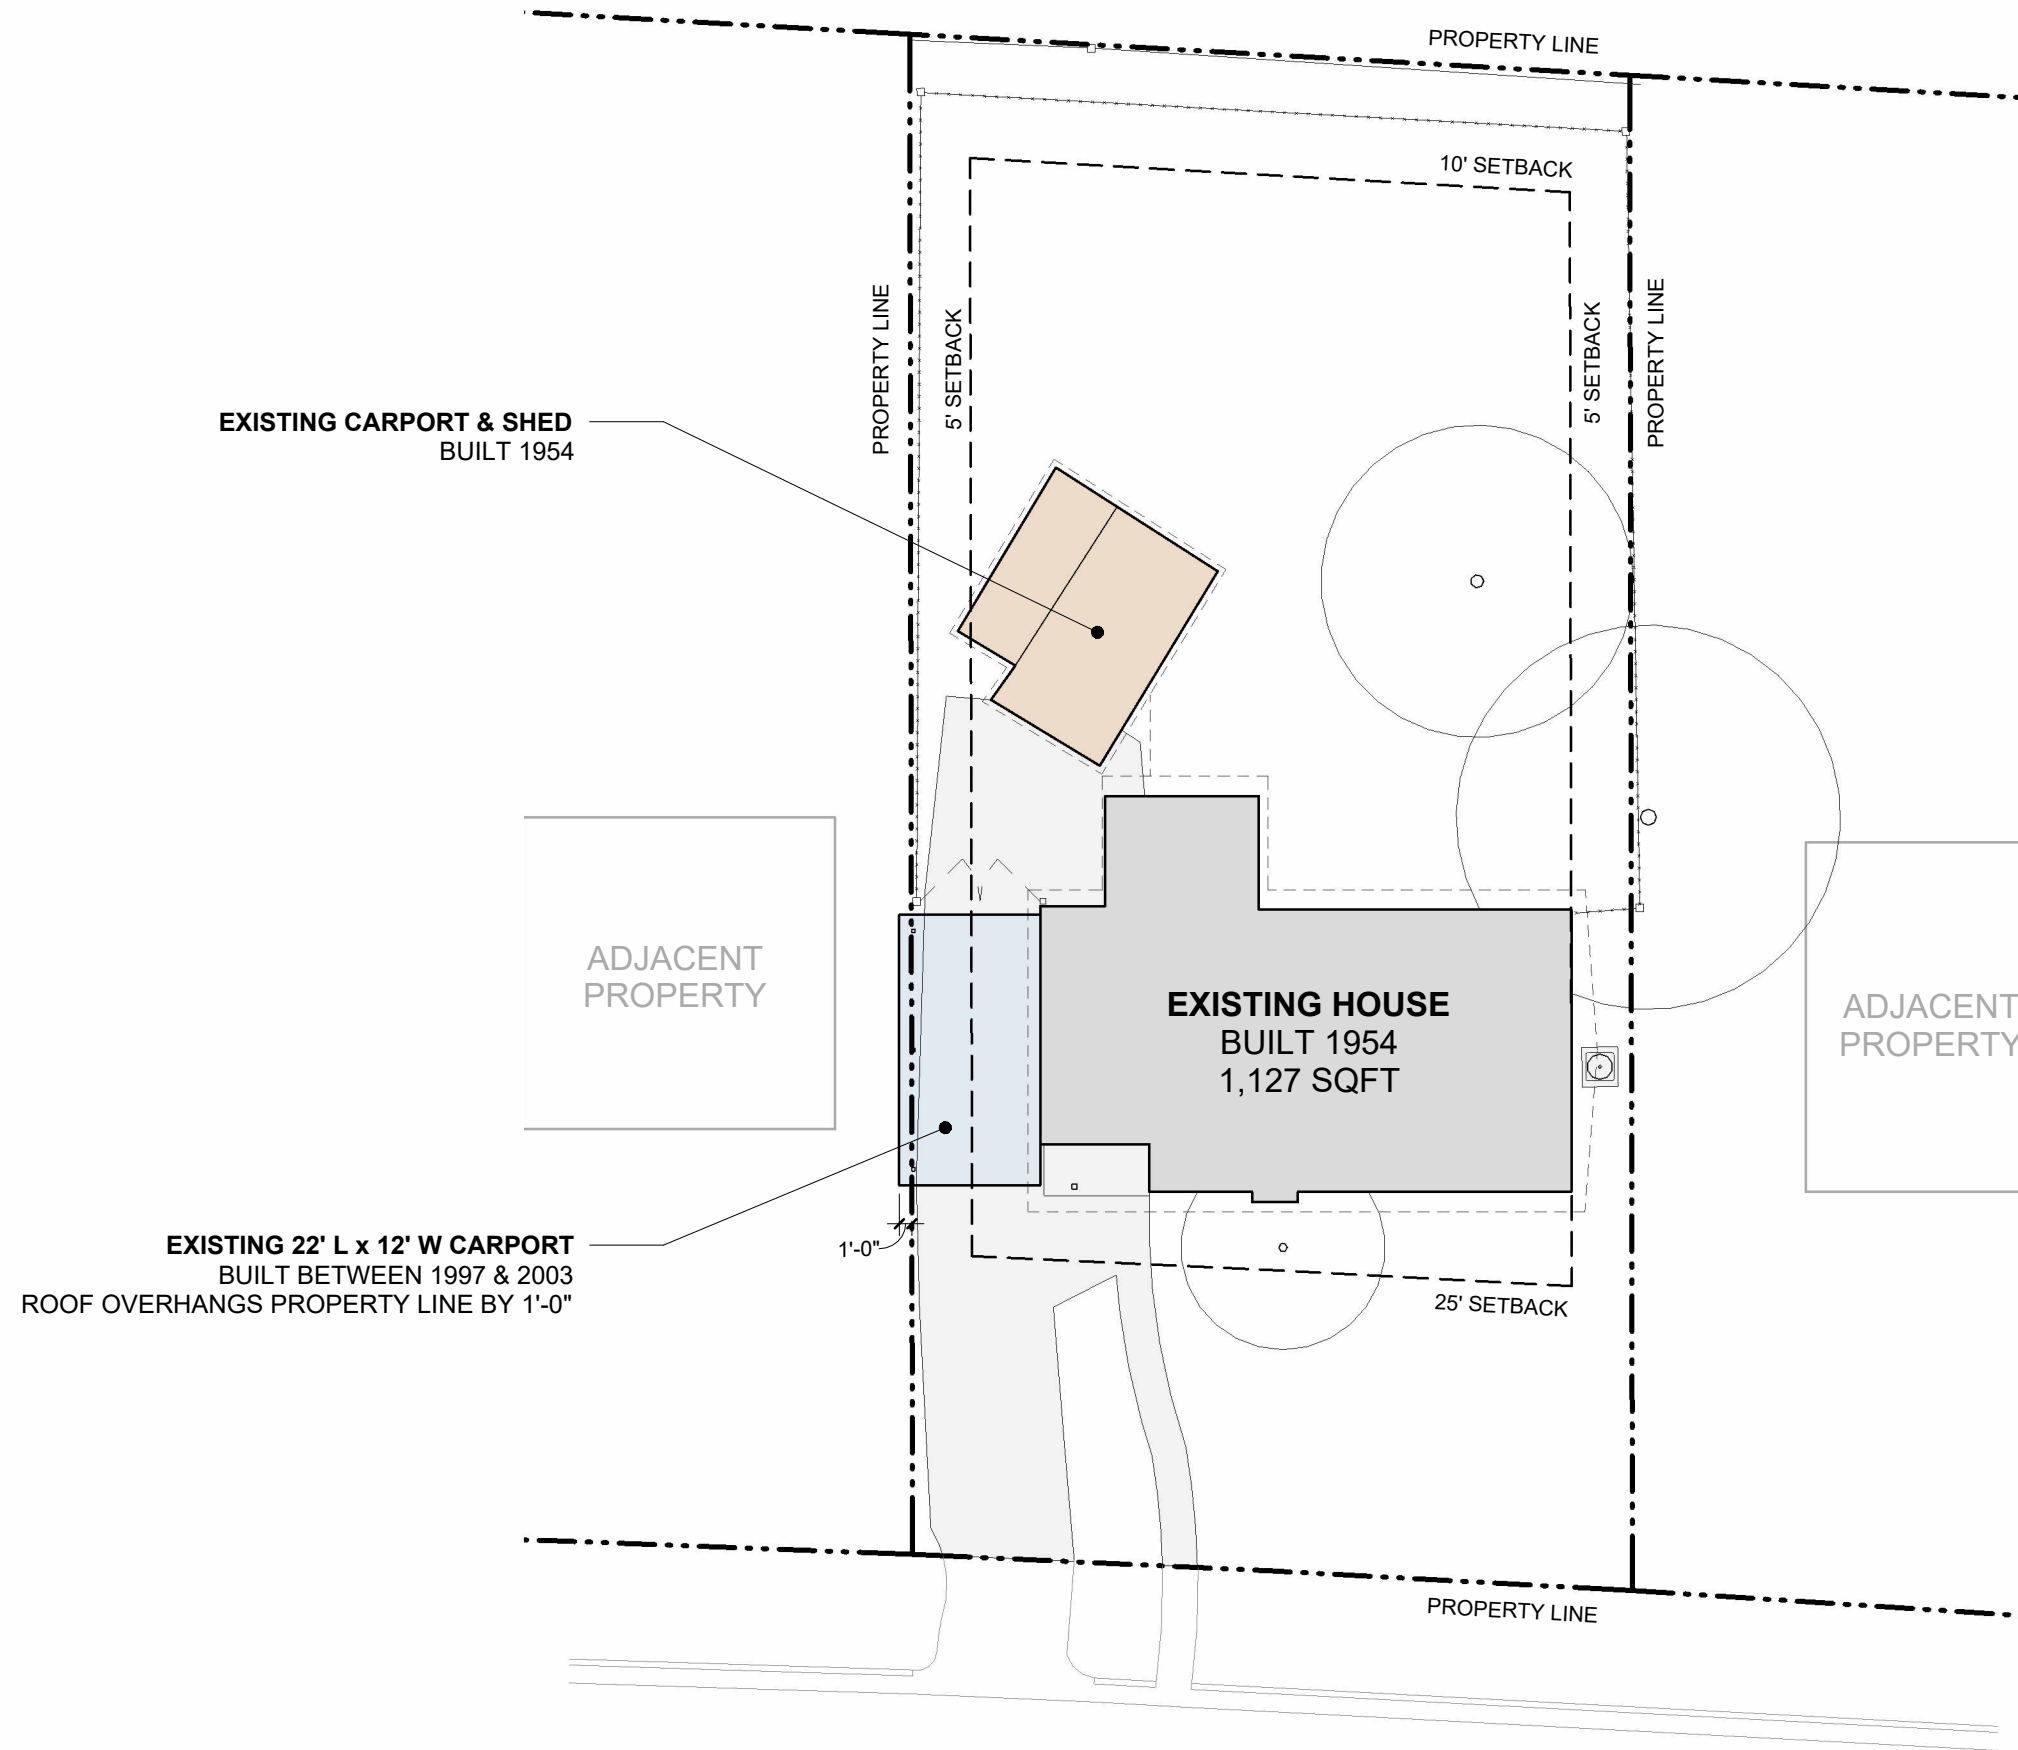 PROPERTY LINE
10' SETBACK
PROPERTY LINE
5' SETBACK
5' SETBACK
PROPERTY LINE
EXISTING CARPORT & SHED
BUILT 1954
ADJACENT
PROPERTY
EXISTING HOUSE
BUILT 1954
1,127 SQFT
ADJACENT
PROPERTY
1'-0"
EXISTING 22' L x 12' W CARPORT
BUILT BETWEEN 1997 & 2003
ROOF OVERHANGS PROPERTY LINE BY 1'-0"
25' SETBACK
PROPERTY LINE